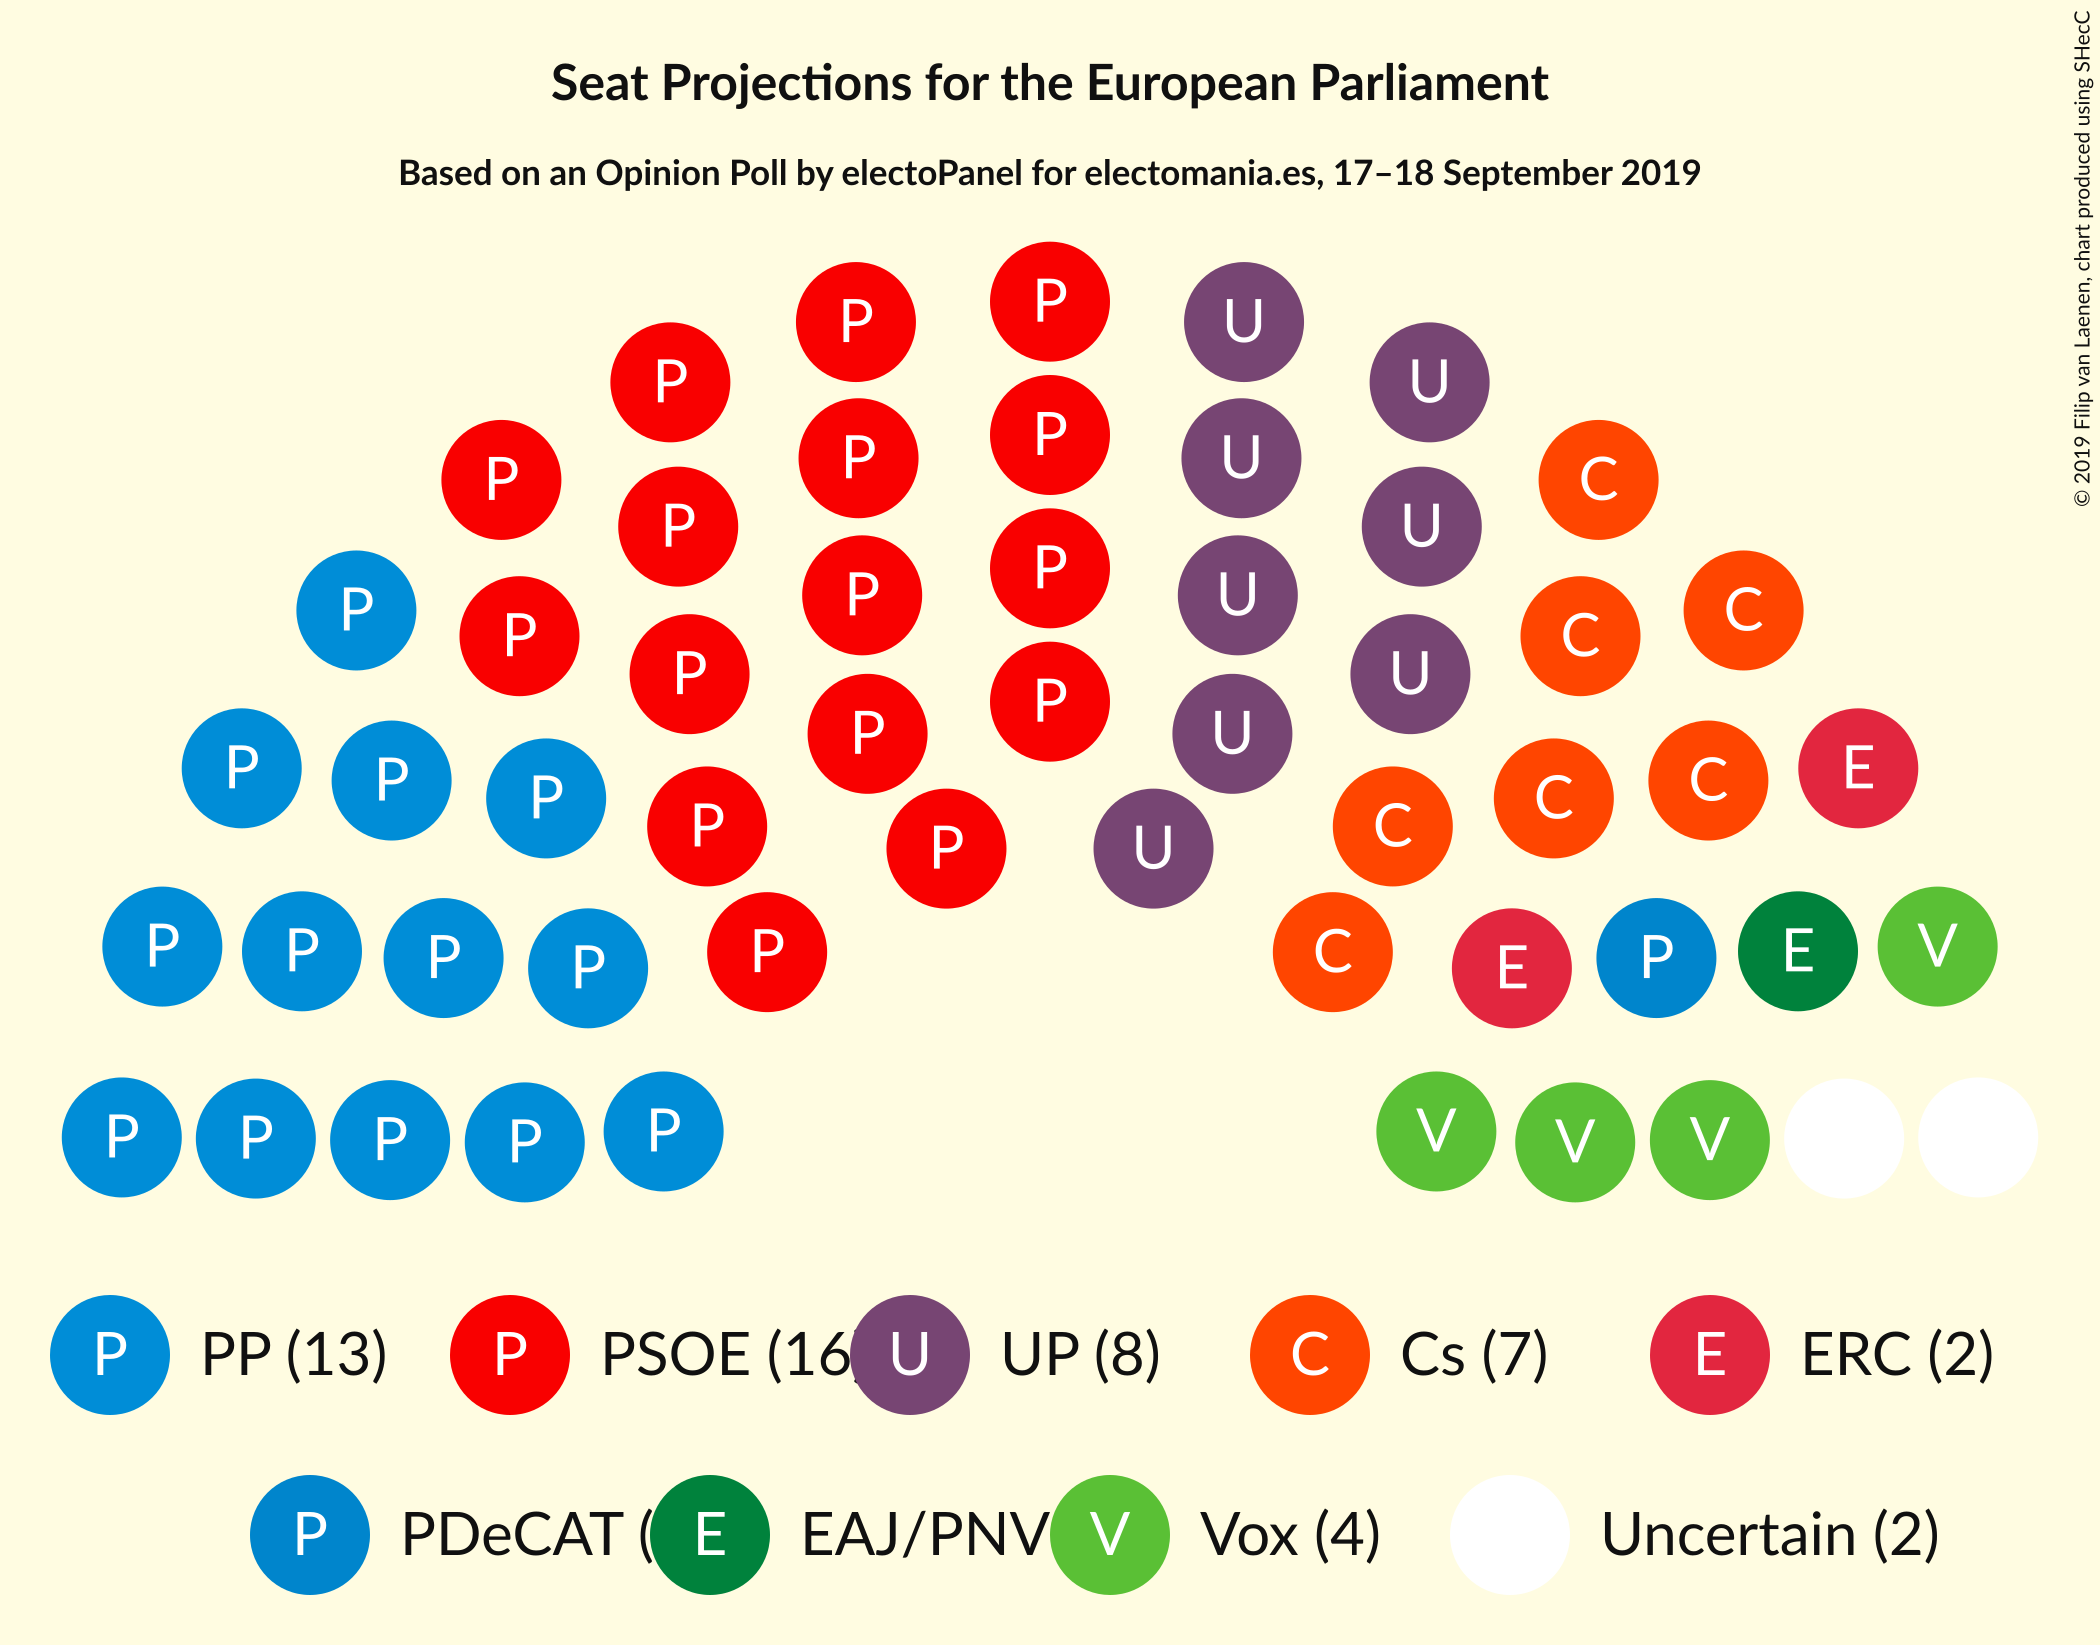 Seat Projections for the European Parliament
Based on an Opinion Poll by electoPanel for electomania.es, 17–18 September 2019
© 2019 Filip van Laenen, chart produced using SHecC
P P P U U
P P P U U C
P P P P U U C C
P P P P U U C C
P P P P P U C C C E
P P P P P P U C E P E V
P P P P P V V V
P PP (13) P PSOE (16) U UP (8) C Cs (7) E ERC (2)
P PDeCAT ( E EAJ/PNV V Vox (4) Uncertain (2)